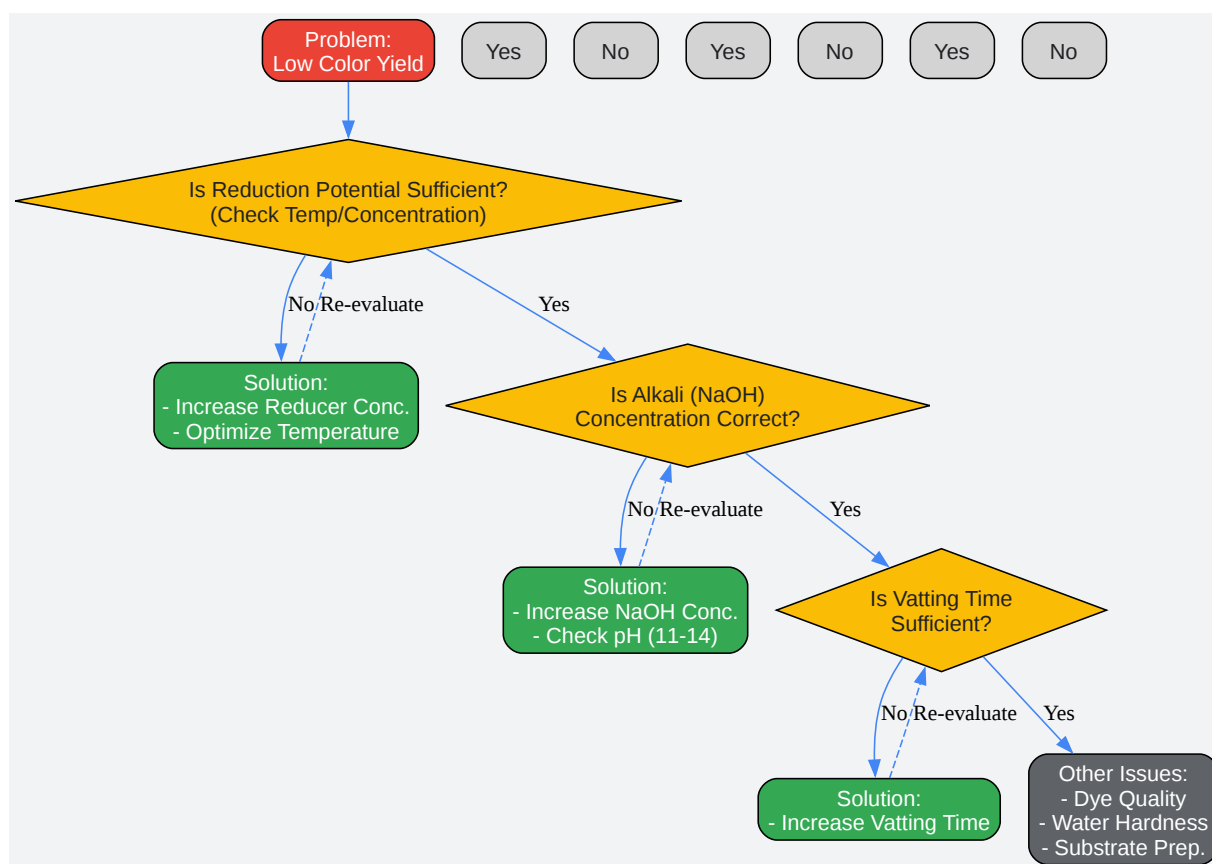 Problem:
Low Color Yield
Yes
No
Yes
No
Yes
No
Is Reduction Potential Sufficient?
(Check Temp/Concentration)
No
Re-evaluate
Yes
Solution:
- Increase Reducer Conc.
- Optimize Temperature
Is Alkali (NaOH)
Concentration Correct?
No
Re-evaluate
Yes
Solution:
- Increase NaOH Conc.
- Check pH (11-14)
Is Vatting Time
Sufficient?
No
Re-evaluate
Yes
Solution:
- Increase Vatting Time
Other Issues:
- Dye Quality
- Water Hardness
- Substrate Prep.